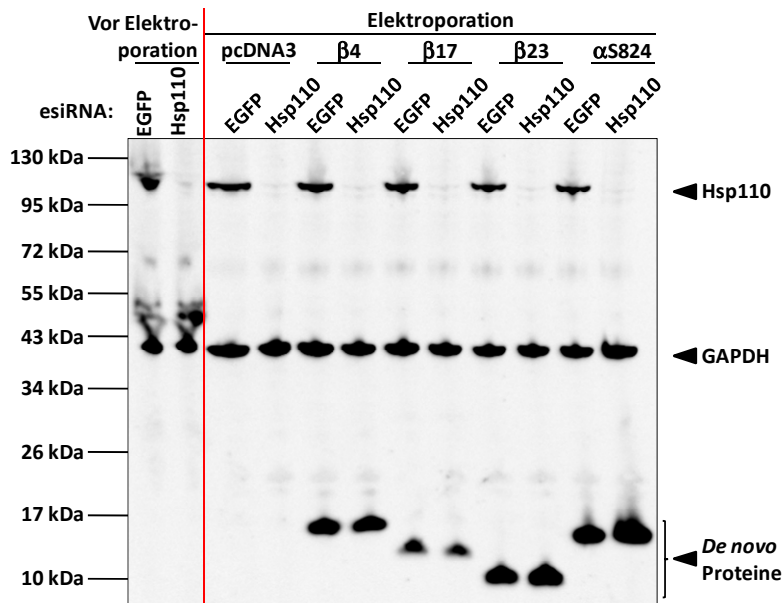 Vor Elektro-
poration
Elektroporation
pcDNA3 β4 β17 β23 αS824
esiRNA:
EGFP Hsp110 EGFP Hsp110 EGFP Hsp110 EGFP Hsp110 EGFP Hsp110 EGFP Hsp110
130 kDa
95 kDa
72 kDa
55 kDa
43 kDa
34 kDa
26 kDa
17 kDa
10 kDa
Hsp110
GAPDH
De novo
Proteine